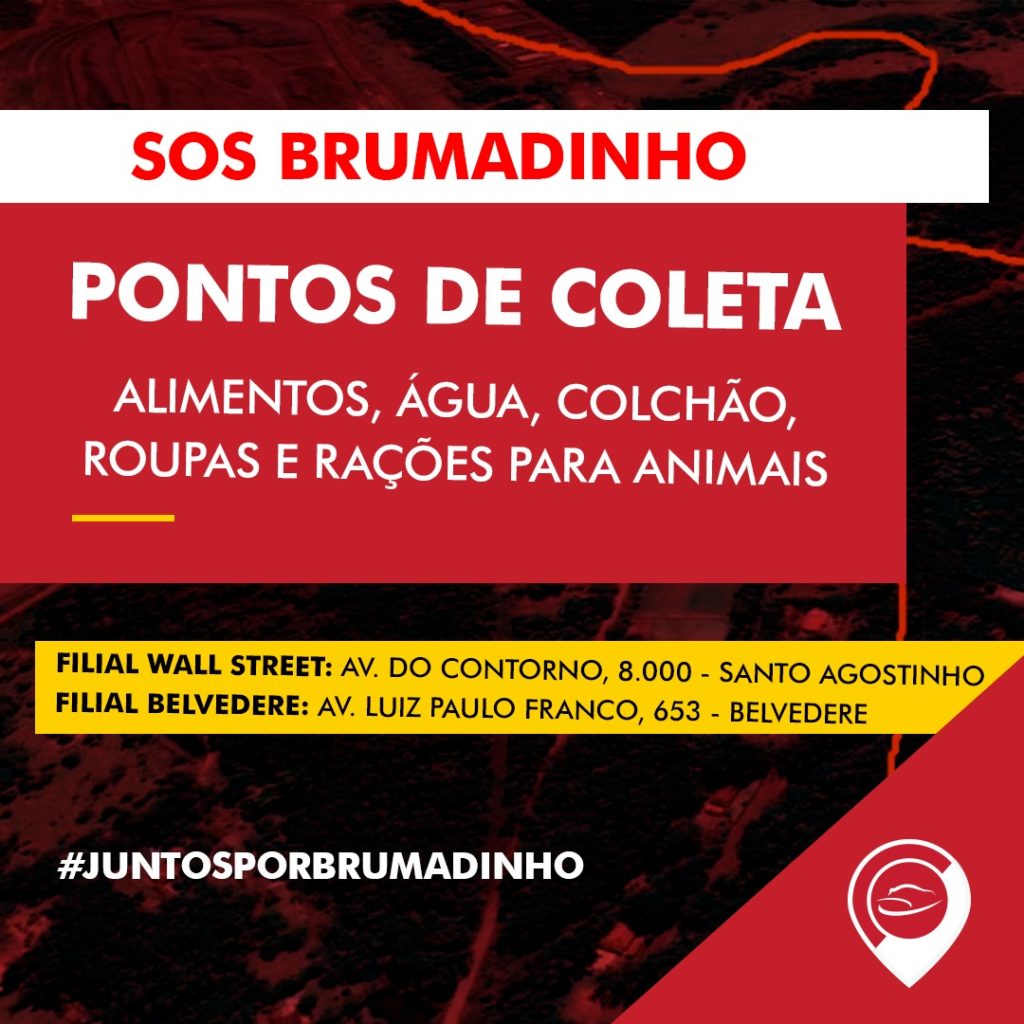 SOS BRUMADINHO
PONTOS DE COLETA
ALIMENTOS, ÁGUA, COLCHÃO,
ROUPAS E RAÇÕES PARA ANIMAIS
FILIAL WALL STREET: AV. DO CONTORNO, 8.000 - SANTO AGOSTINHO
FILIAL BELVEDERE: AV. LUIZ PAULO FRANCO, 653 - BELVEDERE
#JUNTOSPORBRUMADINHO